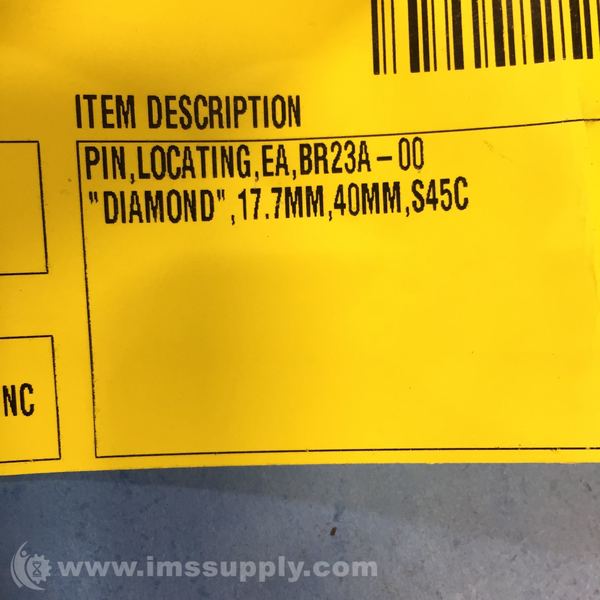 ITEM DESCRIPTION
PIN,LOCATING,EA,BR23A-00
"DIAMOND",17.7MM,40MM,S45C
NC
www.imssupply.com